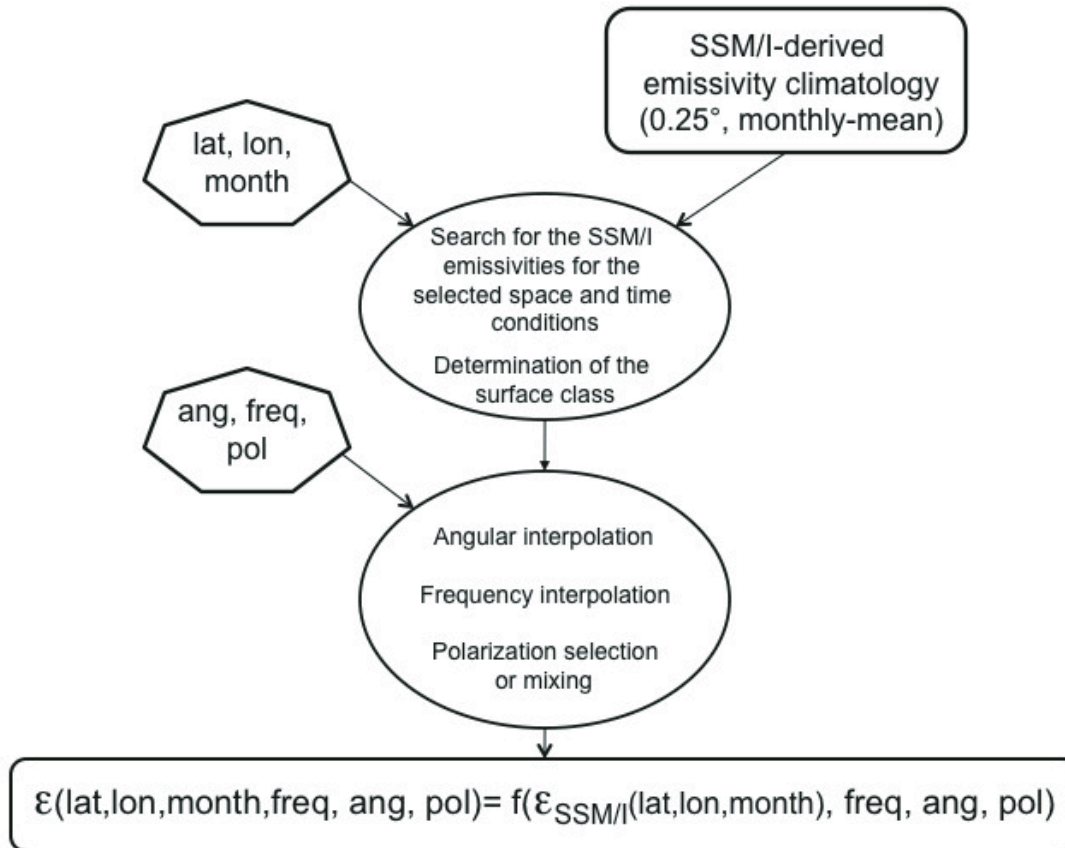 SSM/I-derived
emissivity climatology
(0.25°, monthly-mean)
lat, lon,
month
Search for the SSM/I
emissivities for the
selected space and time
conditions
Determination of the
surface class
ang, freq,
pol
Angular interpolation
Frequency interpolation
Polarization selection
or mixing
ε(lat,lon,month,freq, ang, pol)= f(ε_SSM/I(lat,lon,month), freq, ang, pol)